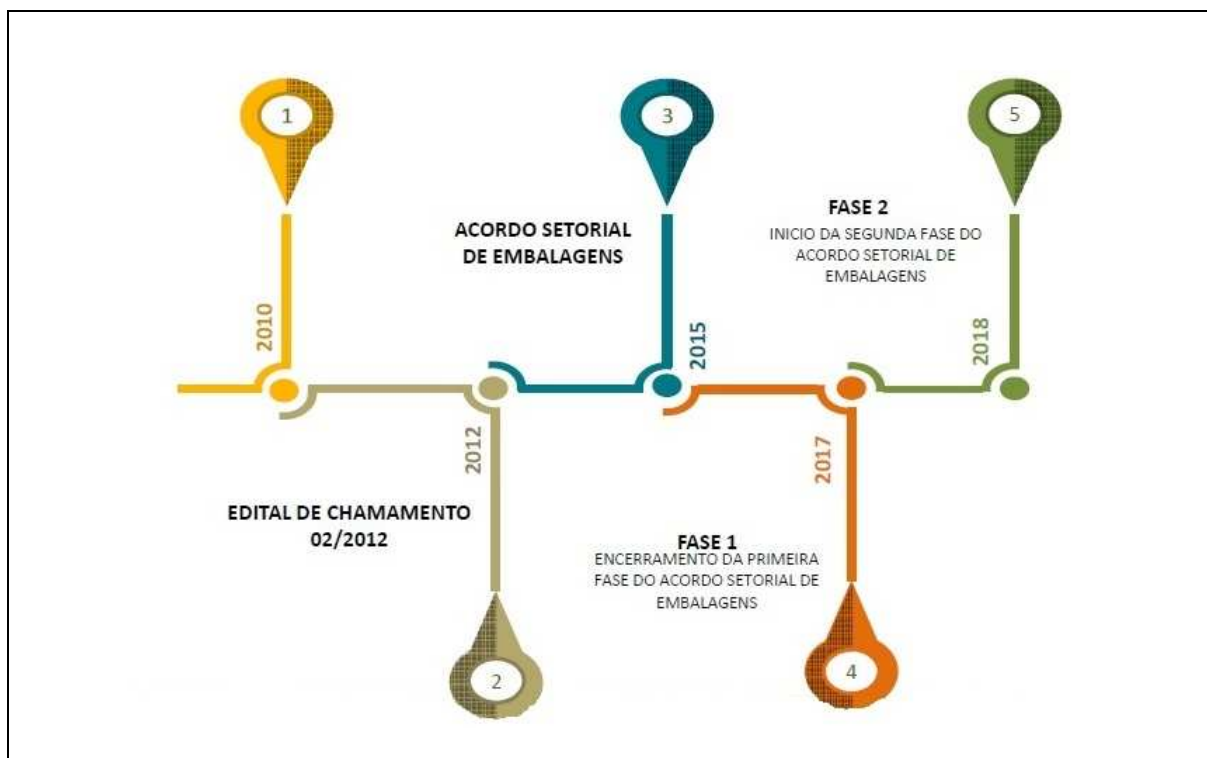 1
2010
2
2012
EDITAL DE CHAMAMENTO
02/2012
3
2015
ACORDO SETORIAL
DE EMBALAGENS
4
2017
FASE 1
ENCERRAMENTO DA PRIMEIRA
FASE DO ACORDO SETORIAL DE
EMBALAGENS
5
2018
FASE 2
INICIO DA SEGUNDA FASE DO
ACORDO SETORIAL DE
EMBALAGENS